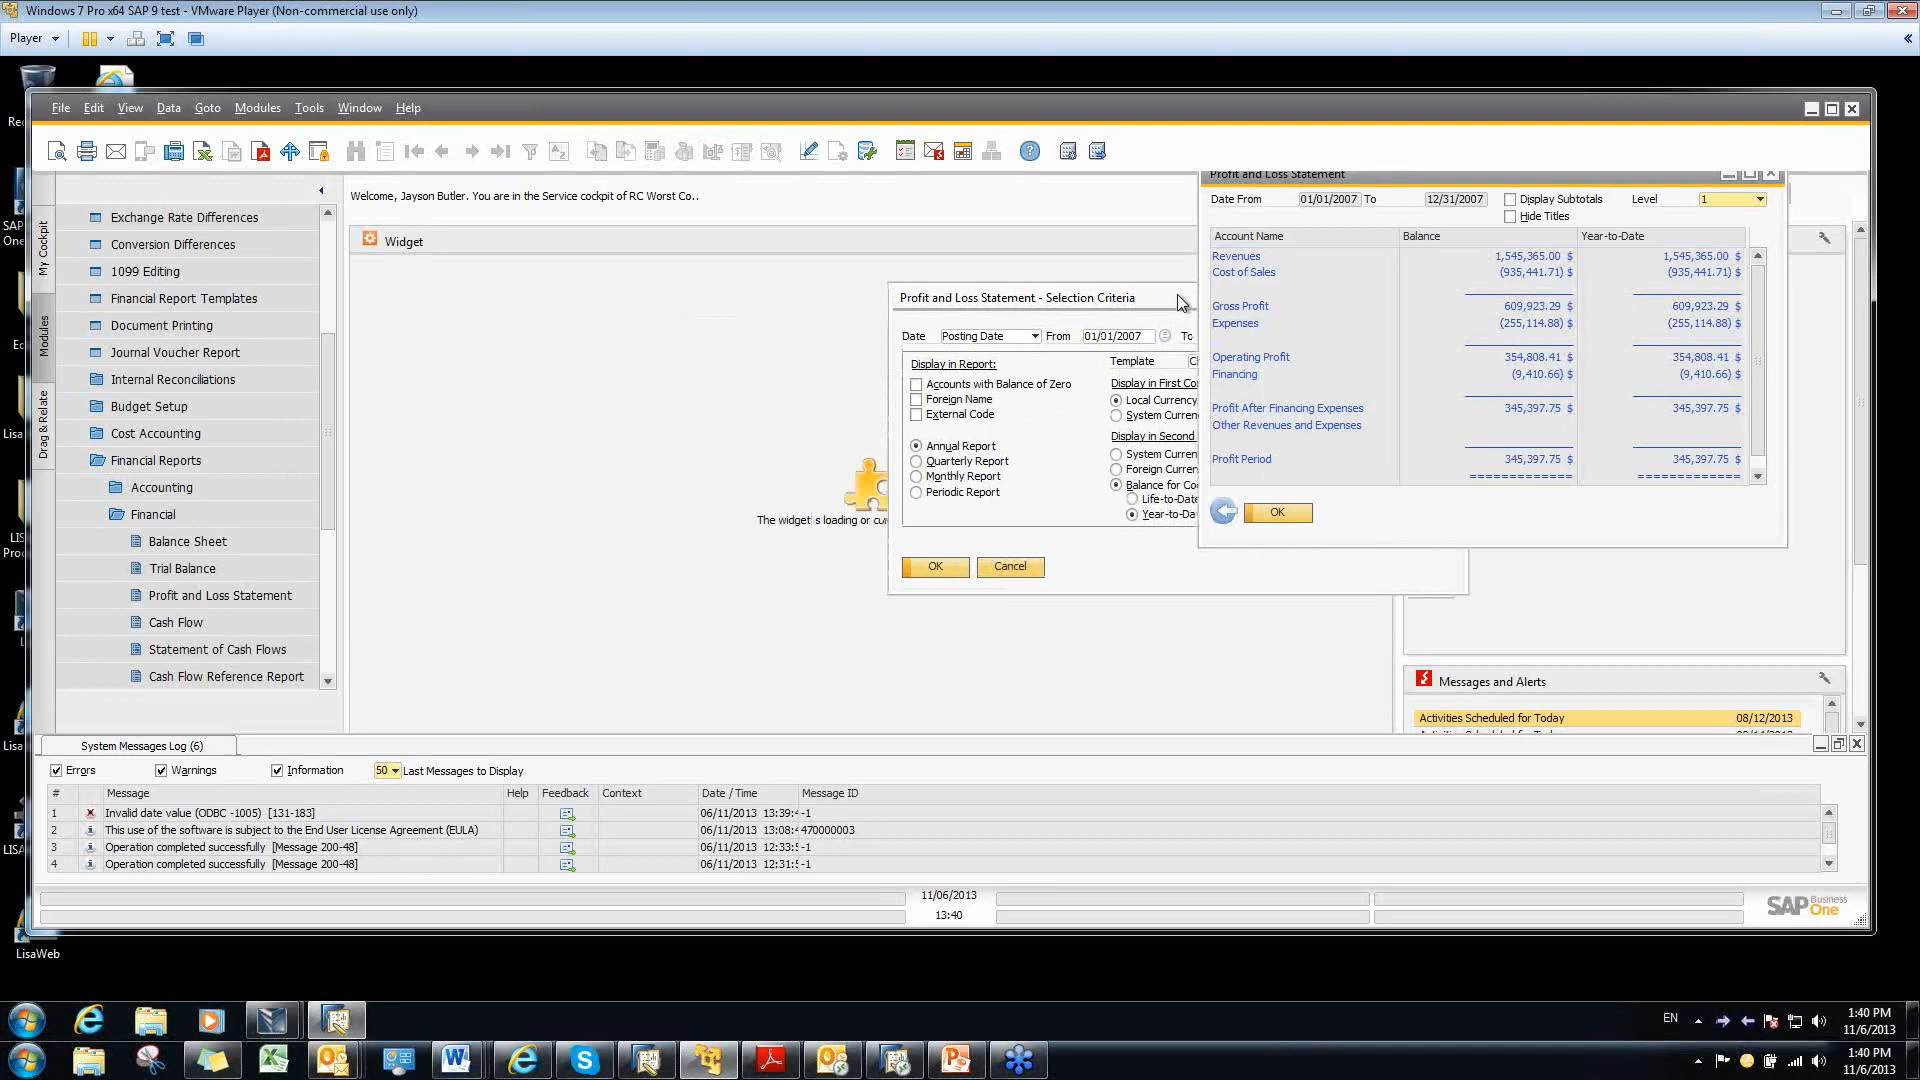 Windows 7 Pro x64 SAP 9 test - VMware Player (Non-commercial use only)
Player
File Edit View Data Goto Modules Tools Window Help
Welcome, Jayson Butler. You are in the Service cockpit of RC Worst Co..
Widget
My Cockpit
Modules
Drag & Relate
Exchange Rate Differences
Conversion Differences
1099 Editing
Financial Report Templates
Document Printing
Journal Voucher Report
Internal Reconciliations
Budget Setup
Cost Accounting
Financial Reports
Accounting
Financial
Balance Sheet
Trial Balance
Profit and Loss Statement
Cash Flow
Statement of Cash Flows
Cash Flow Reference Report
The widget is loading or
Profit and Loss Statement - Selection Criteria
Date Posting Date From 01/01/2007 To
Display in Report:
Accounts with Balance of Zero
Foreign Name
External Code
Annual Report
Quarterly Report
Monthly Report
Periodic Report
Template
Display in First
Local Currency
System
Display in Second
System
Foreign
Balance for
Life-to-Date
OK Cancel
Profit and Loss Statement
Date From 01/01/2007 To 12/31/2007 Display Subtotals Level 1
Hide Titles
Account Name Balance Year-to-Date
Revenues 1,545,365.00 $ 1,545,365.00 $
Cost of Sales (935,441.71) $ (935,441.71) $
Gross Profit 609,923.29 $ 609,923.29 $
Expenses (255,114.88) $ (255,114.88) $
Operating Profit 354,808.41 $ 354,808.41 $
Financing (9,410.66) $ (9,410.66) $
Profit After Financing Expenses 345,397.75 $ 345,397.75 $
Other Revenues and Expenses
Profit Period 345,397.75 $ 345,397.75 $
OK
Messages and Alerts
Activities Scheduled for Today 08/12/2013
System Messages Log (6)
Errors Warnings Information 50 Last Messages to Display
# Message Help Feedback Context Date / Time Message ID
1 Invalid date value (ODBC -1005) [131-183] 06/11/2013 13:39: -1
2 This use of the software is subject to the End User License Agreement (EULA) 06/11/2013 13:08: 470000003
3 Operation completed successfully [Message 200-48] 06/11/2013 12:33: -1
4 Operation completed successfully [Message 200-48] 06/11/2013 12:31: -1
11/06/2013
13:40
SAP Business One
LisaWeb
EN
1:40 PM
11/6/2013
1:40 PM
11/6/2013